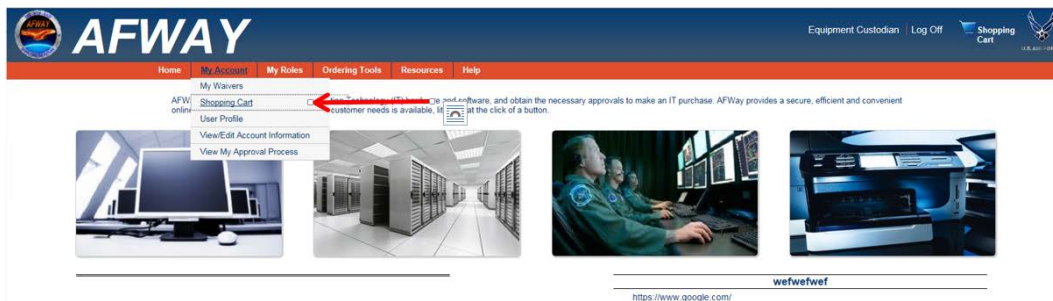 AFWAY
AFWAY
Equipment Custodian | Log Off
Shopping
Cart
Home My Account My Roles Ordering Tools Resources Help
My Waivers
Shopping Cart
User Profile
View/Edit Account Information
View My Approval Process
and software, and obtain the necessary approvals to make an IT purchase. AFWay provides a secure, efficient and convenient
customer needs is available, at the click of a button.
wefwefwef
https://www.google.com/